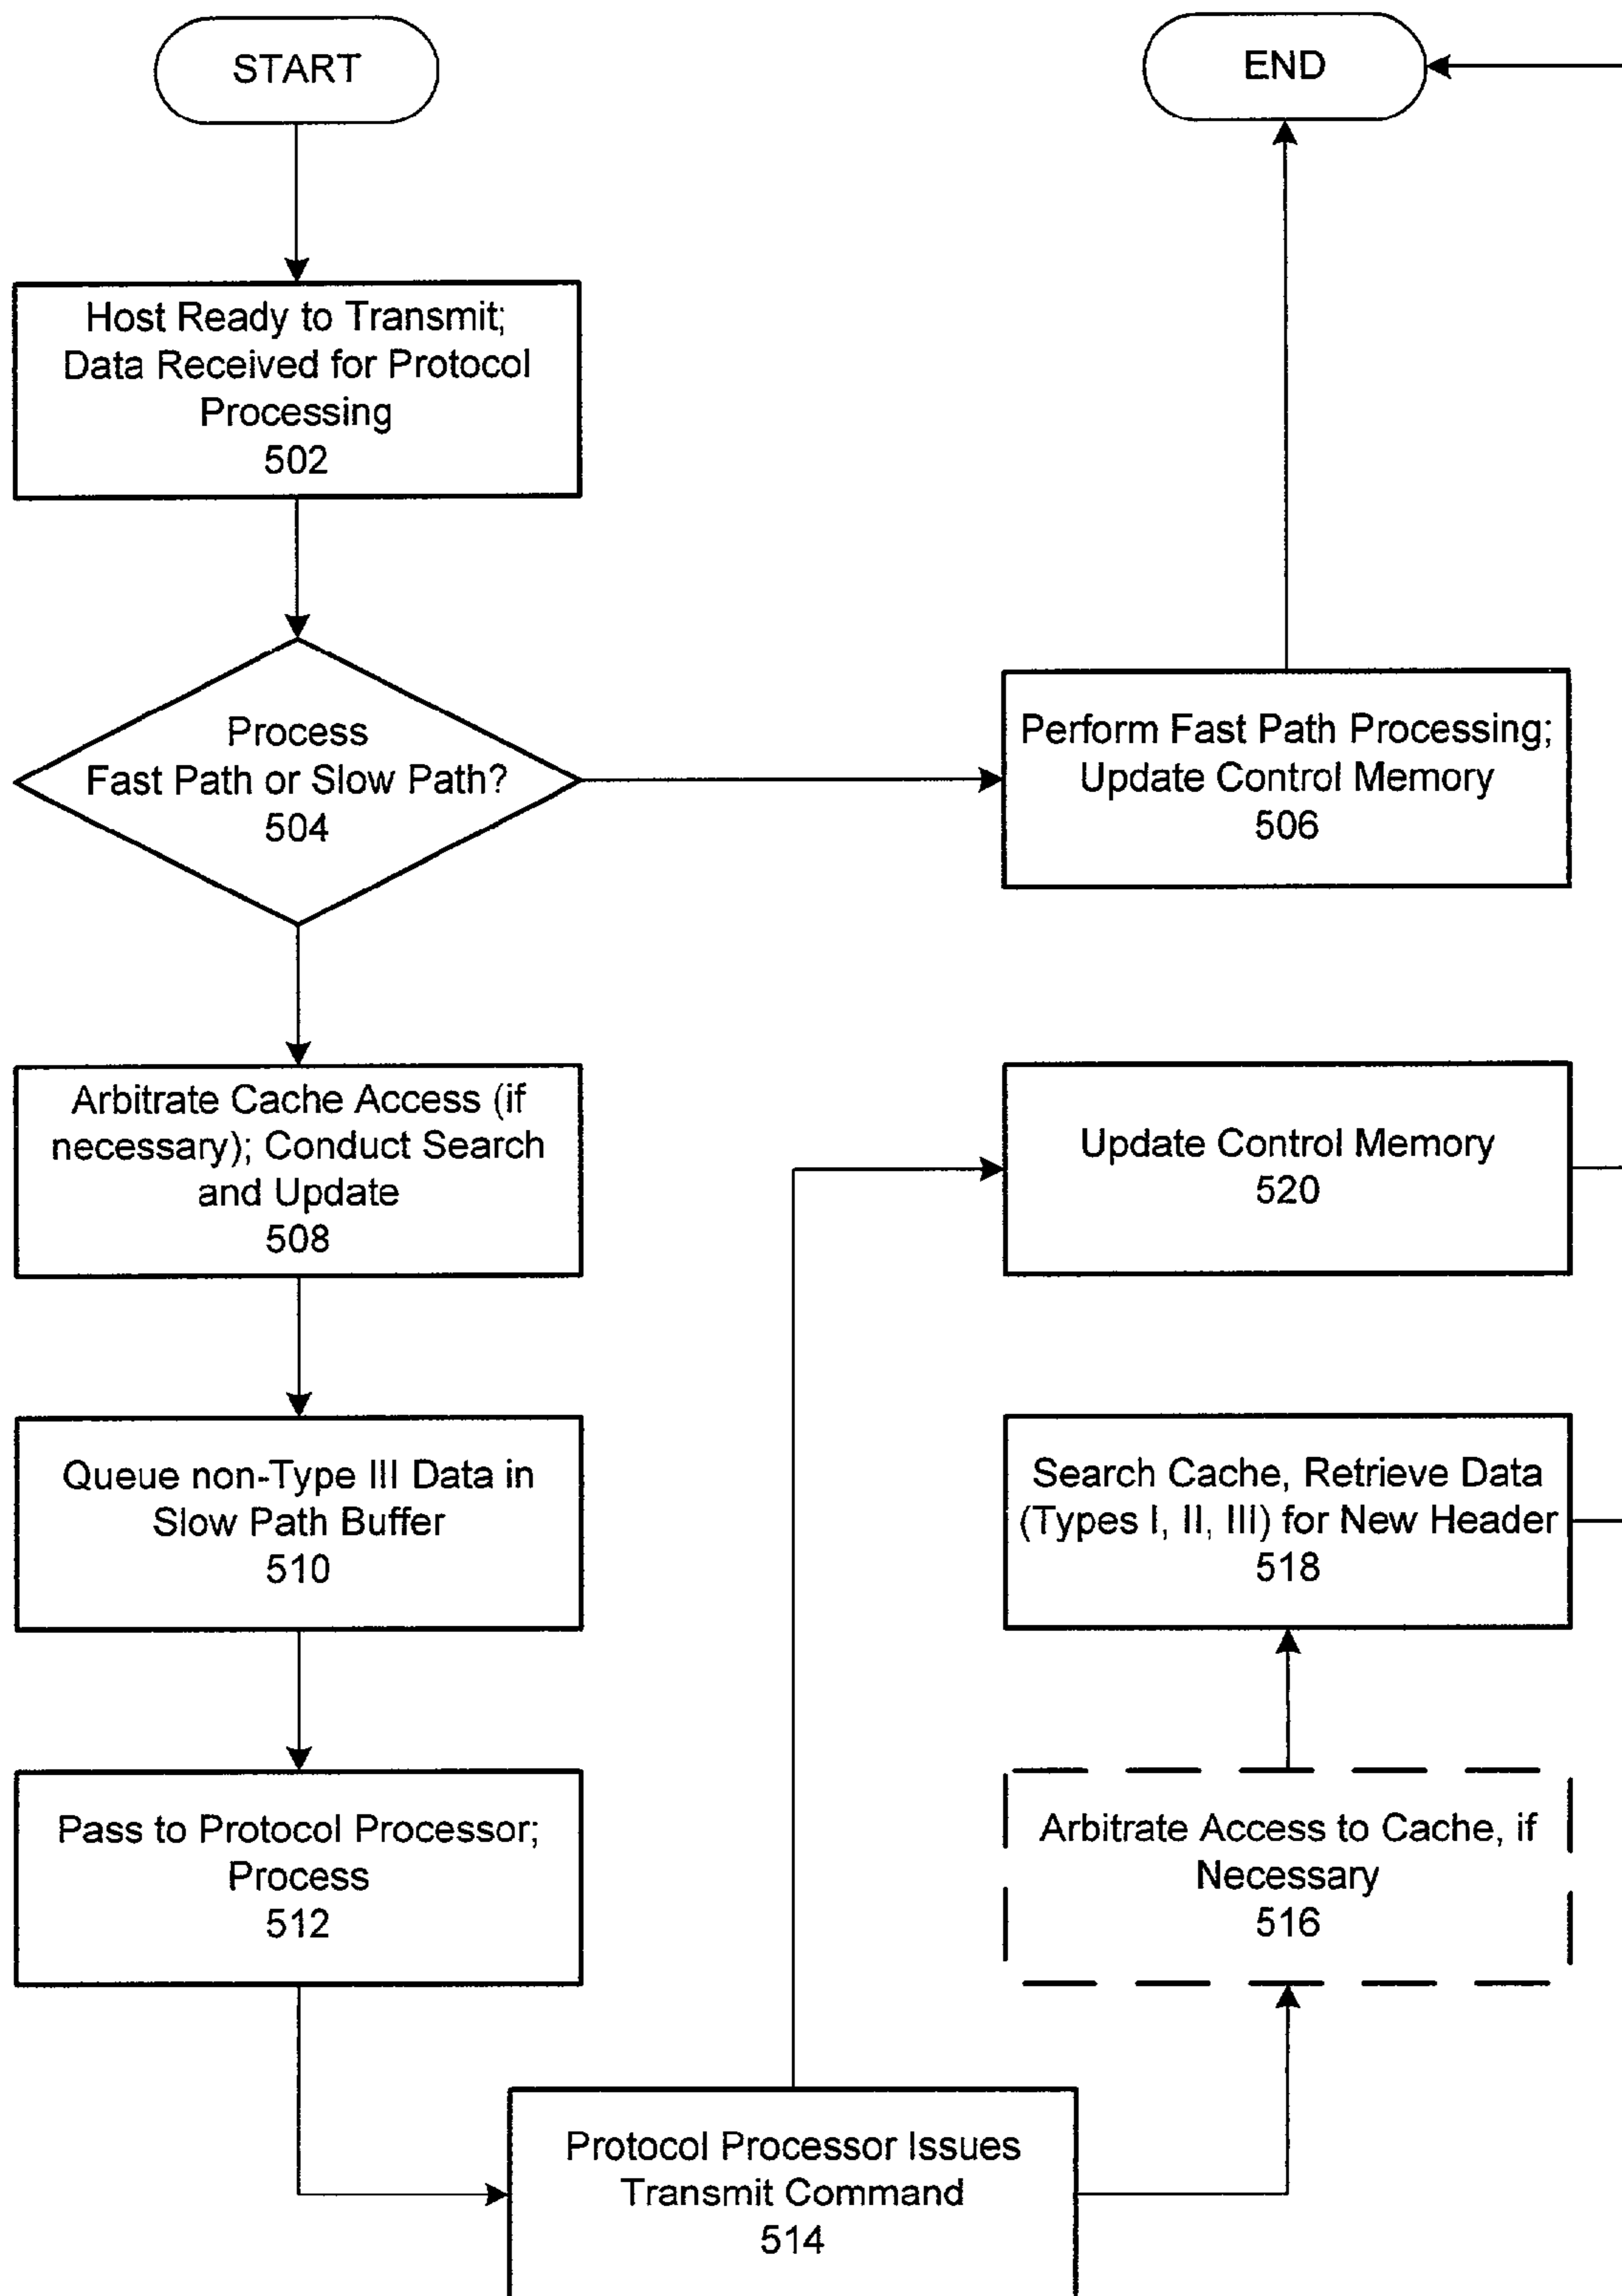 START
Host Ready to Transmit;
Data Received for Protocol
Processing
502
Process
Fast Path or Slow Path?
504
Arbitrate Cache Access (if
necessary); Conduct Search
and Update
508
Queue non-Type III Data in
Slow Path Buffer
510
Pass to Protocol Processor;
Process
512
Protocol Processor Issues
Transmit Command
514
END
Perform Fast Path Processing;
Update Control Memory
506
Update Control Memory
520
Search Cache, Retrieve Data
(Types I, II, III) for New Header
518
Arbitrate Access to Cache, if
Necessary
516